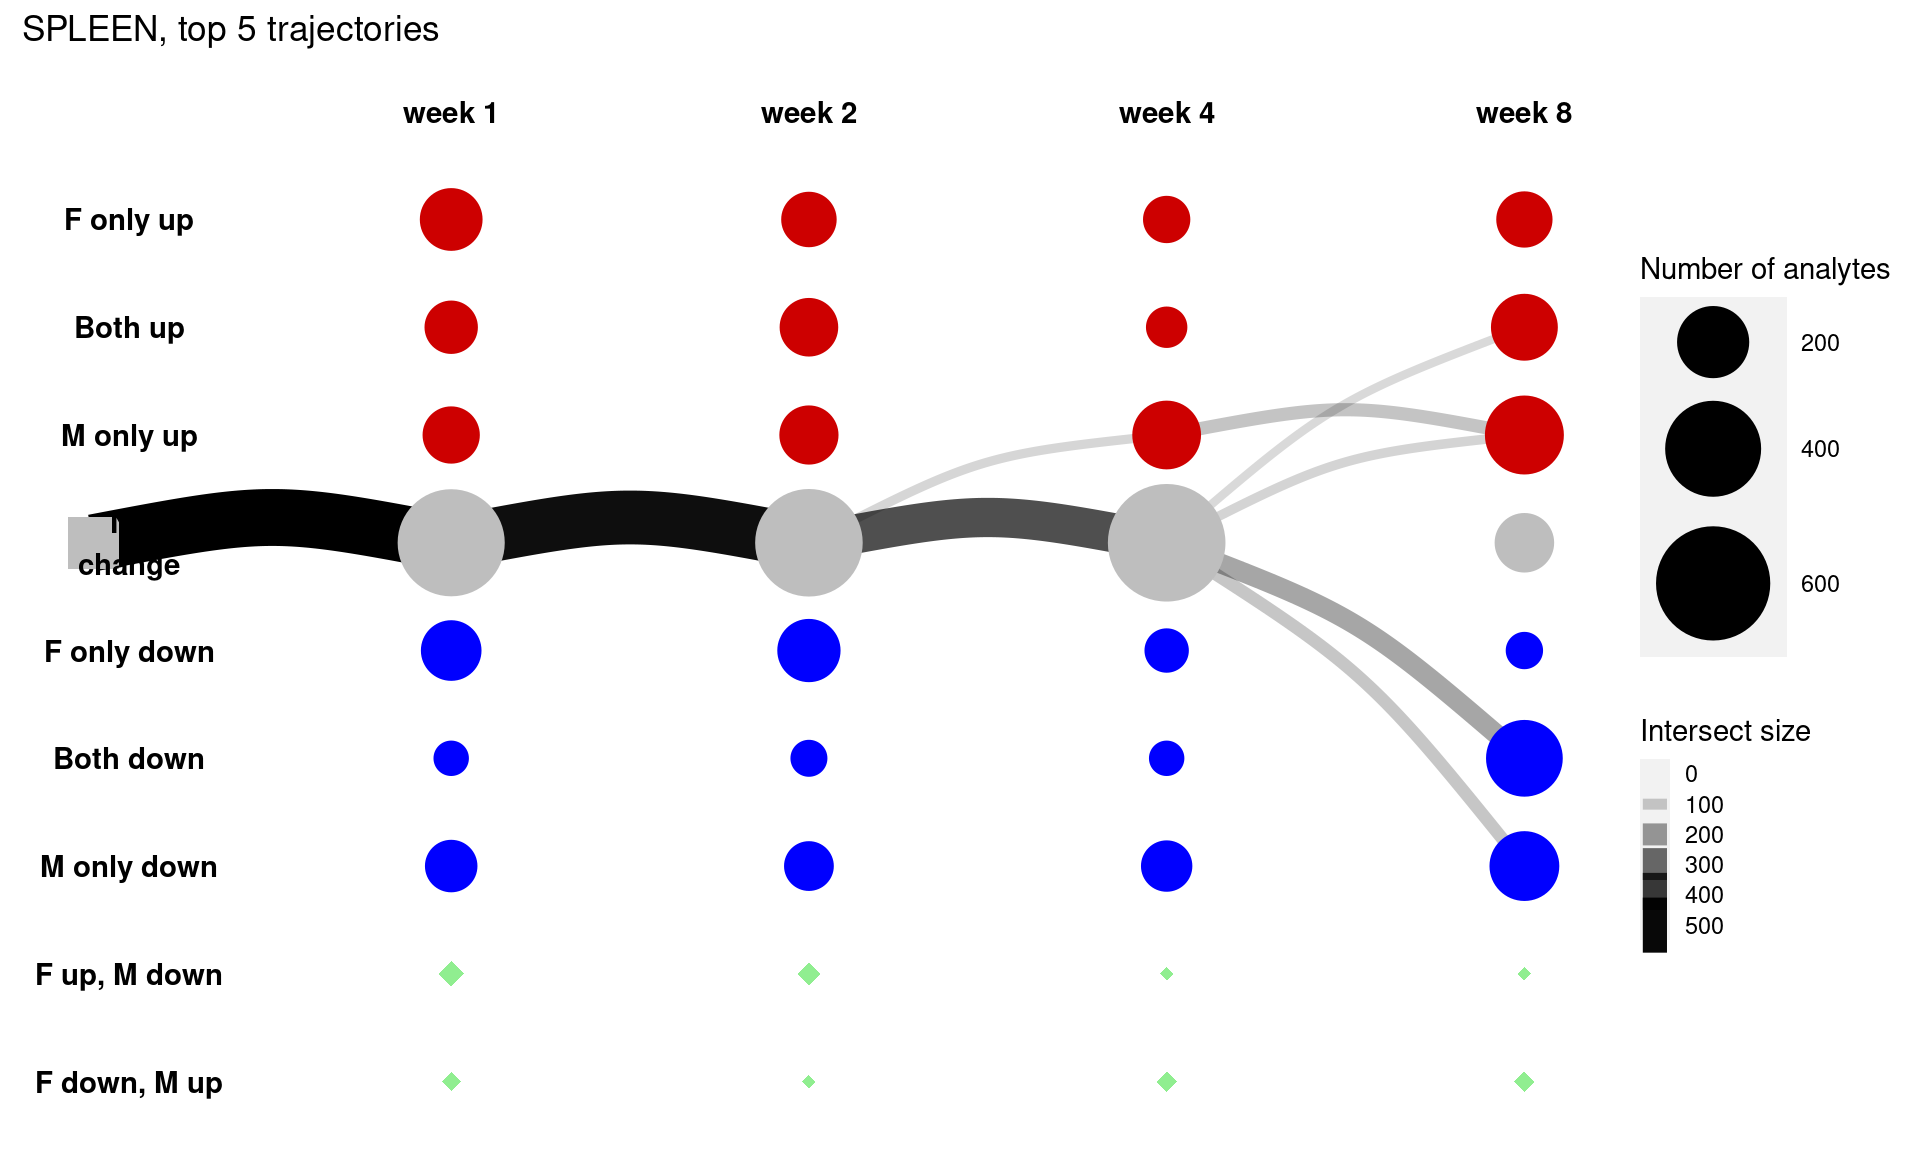 SPLEEN, top 5 trajectories
week 1 week 2 week 4 week 8
F only up
Both up
M only up
change
F only down
Both down
M only down
F up, M down
F down, M up
Number of analytes
200
400
600
Intersect size
0
100
200
300
400
500